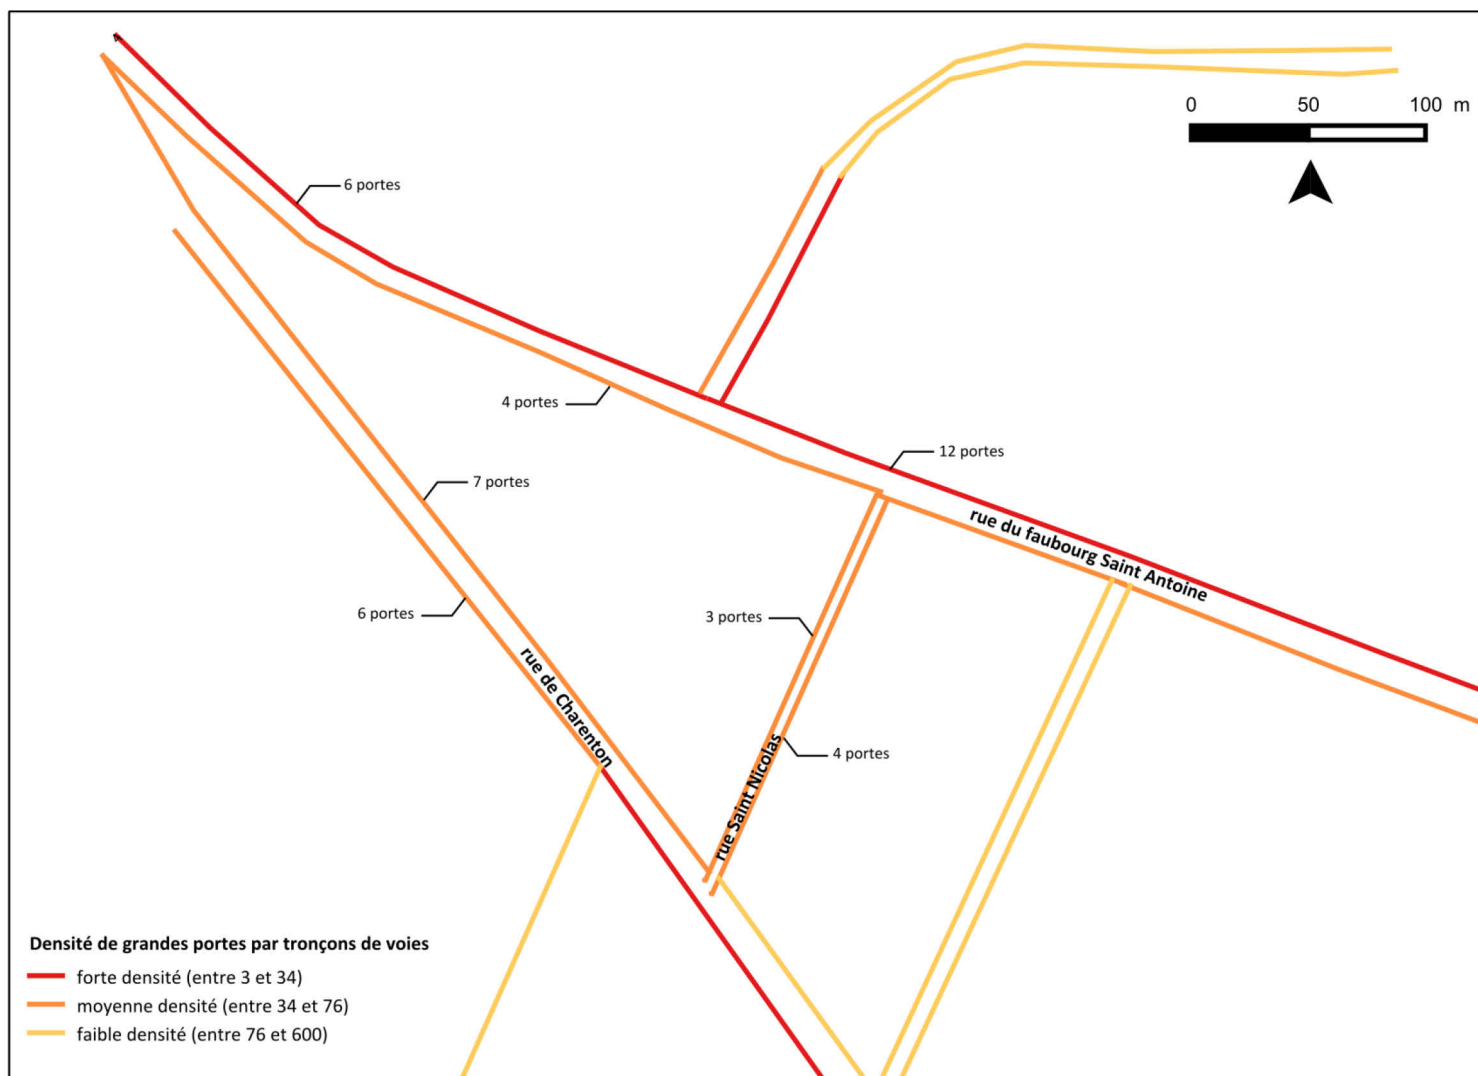 0 50 100 m
6 portes
4 portes
12 portes
7 portes
rue du faubourg Saint Antoine
6 portes
3 portes
rue de Charenton
rue Saint Nicolas
4 portes
Densité de grandes portes par tronçons de voies
forte densité (entre 3 et 34)
moyenne densité (entre 34 et 76)
faible densité (entre 76 et 600)